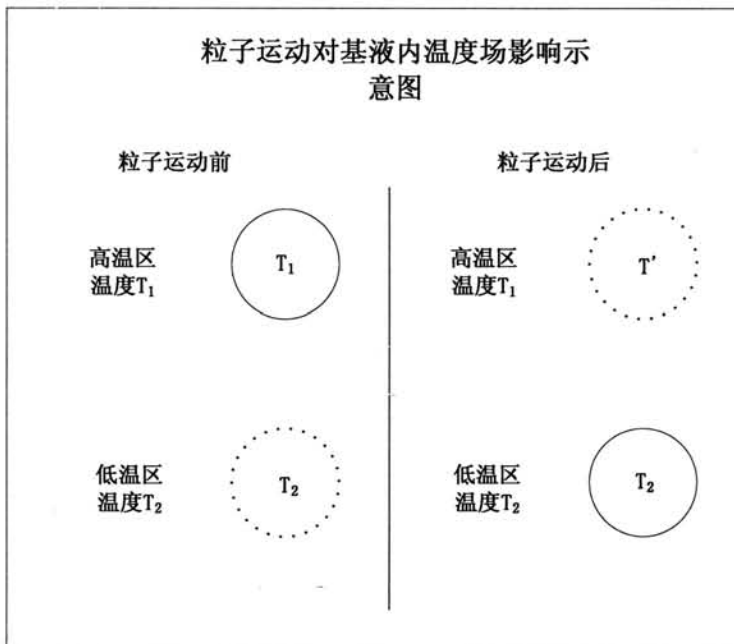 粒子运动对基液内温度场影响示
意图
粒子运动前
粒子运动后
高温区
温度T₁
T₁
高温区
温度T₁
T'
低温区
温度T₂
T₂
低温区
温度T₂
T₂